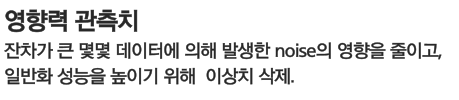 영향력 관측치
잔차가 큰 몇몇 데이터에 의해 발생한 noise의 영향을 줄이고,
일반화 성능을 높이기 위해  이상치 삭제.